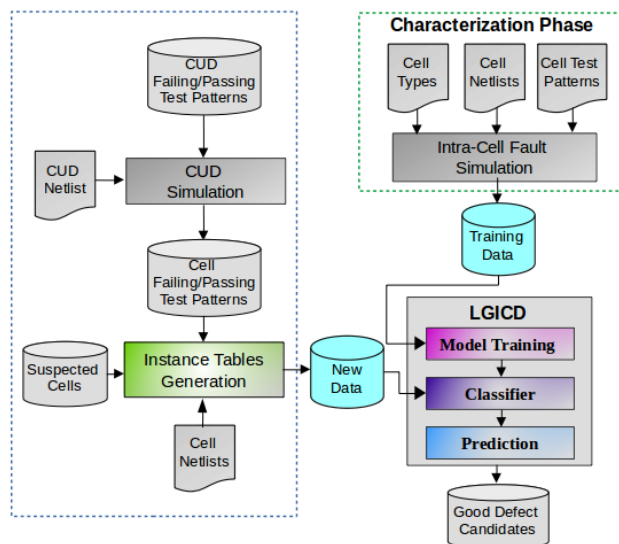 CUD
Failing/Passing
Test Patterns
CUD
Netlist
CUD
Simulation
Cell
Failing/Passing
Test Patterns
Suspected
Cells
Instance Tables
Generation
Cell
Netlists
New
Data
Characterization Phase
Cell
Types
Cell
Netlists
Cell Test
Patterns
Intra-Cell Fault
Simulation
Training
Data
LGICD
Model Training
Classifier
Prediction
Good Defect
Candidates